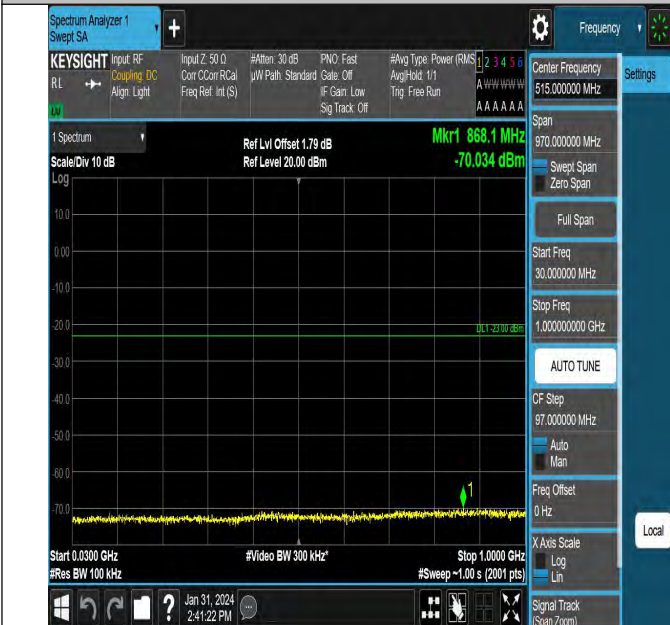 Spectrum Analyzer 1
Swept SA
+
Frequency
KEYSIGHT
RL
Input: RF
Coupling: DC
Align: Light
Input Z: 50 Ω
Corr CCorr RCal
Freq Ref: Int (S)
#Atten: 30 dB
µW Path: Standard
PNO: Fast
Gate: Off
IF Gain: Low
Sig Track: Off
#Avg Type: Power (RMS
Avg|Hold: 1/1
Trig: Free Run
1 2 3 4 5 6
A W W W W W
A A A A A A
1 Spectrum
Scale/Div 10 dB
Log
Ref Lvl Offset 1.79 dB
Ref Level 20.00 dBm
Mkr1 868.1 MHz
-70.034 dBm
10.0
0.00
-10.0
-20.0
-30.0
-40.0
-50.0
-60.0
-70.0
DL1 -23.00 dBm
1
Start 0.0300 GHz
#Res BW 100 kHz
#Video BW 300 kHz*
Stop 1.0000 GHz
#Sweep ~1.00 s (2001 pts)
Jan 31, 2024
2:41:22 PM
Center Frequency
515.000000 MHz
Settings
Span
970.000000 MHz
Swept Span
Zero Span
Full Span
Start Freq
30.000000 MHz
Stop Freq
1.000000000 GHz
AUTO TUNE
CF Step
97.000000 MHz
Auto
Man
Freq Offset
0 Hz
X Axis Scale
Log
Lin
Local
Signal Track
(Span Zoom)